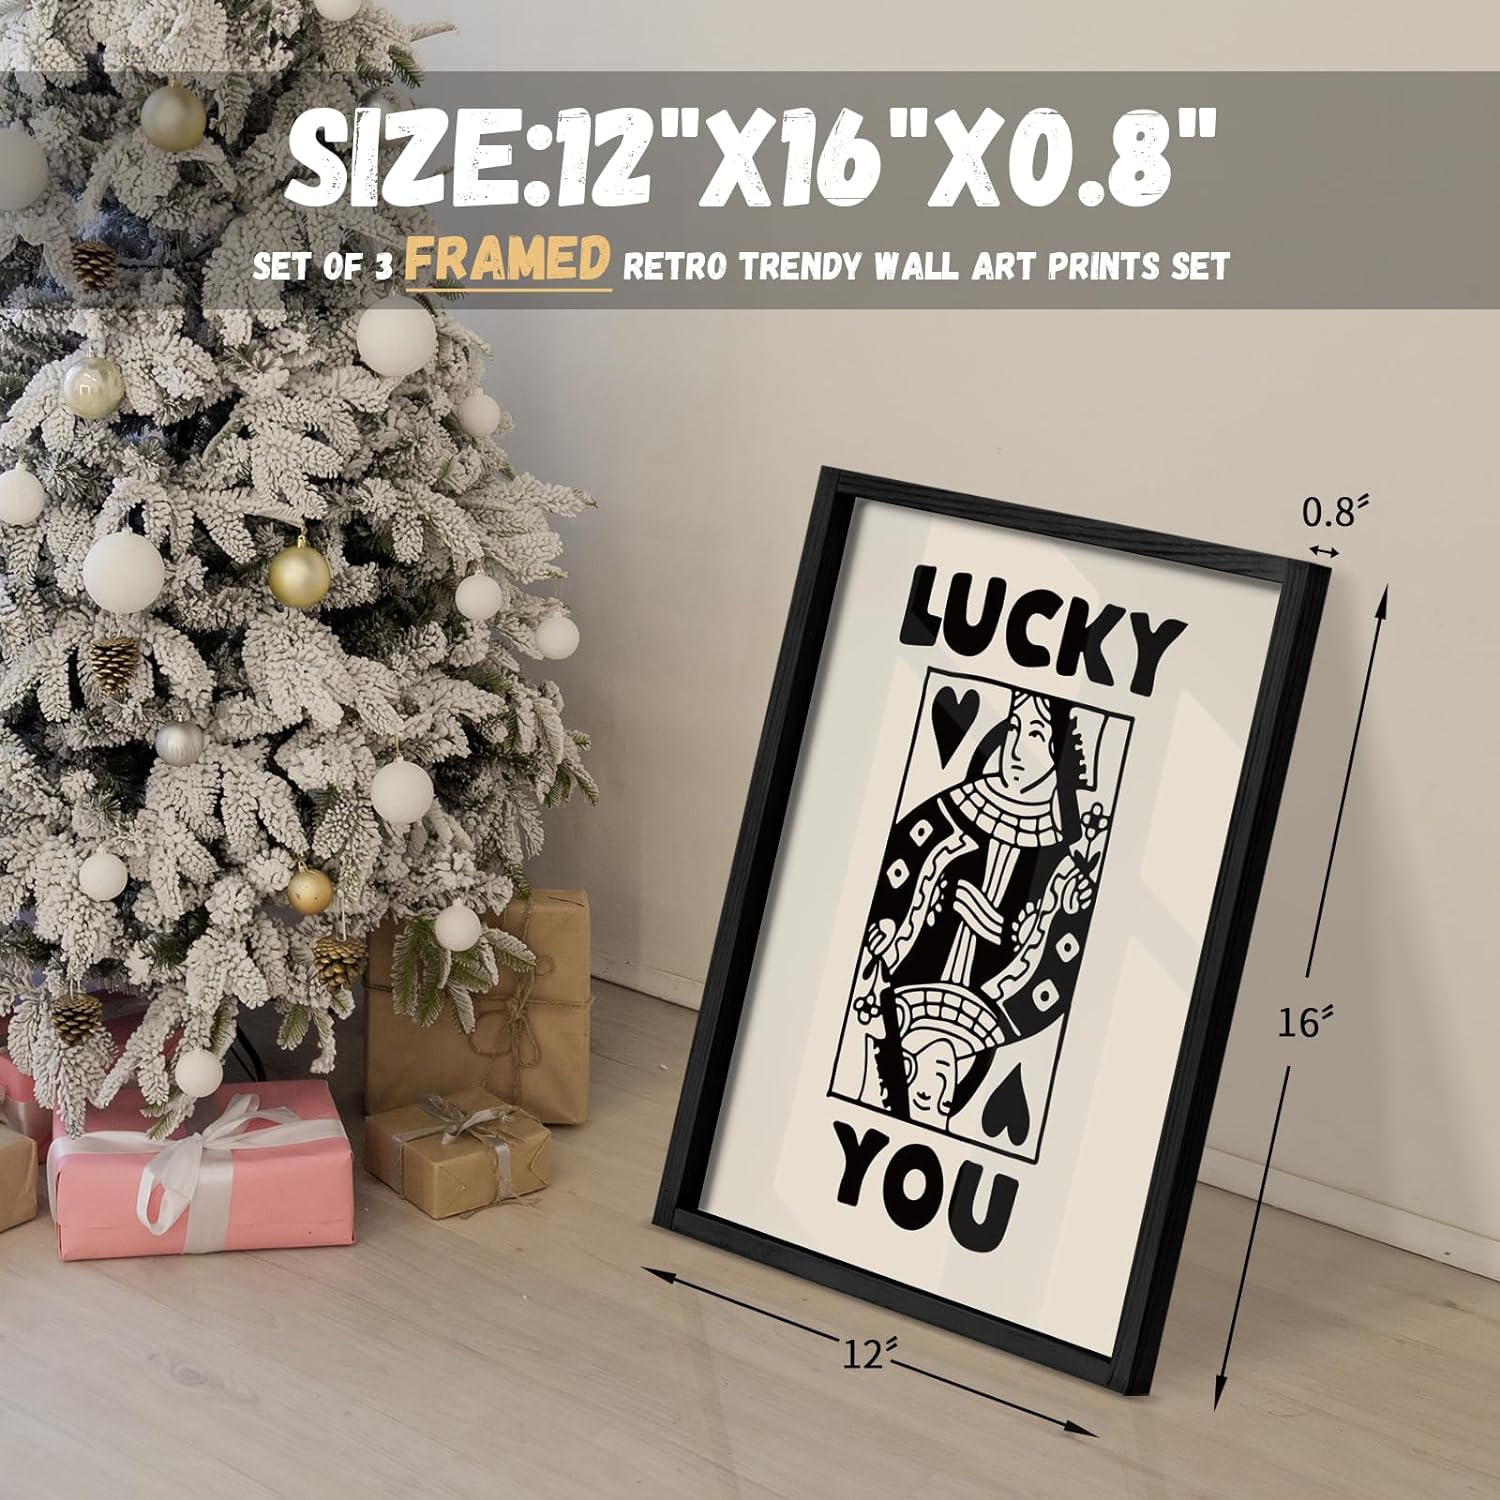 SIZE:12"X16"X0.8"
SET OF 3 FRAMED RETRO TRENDY WALL ART PRINTS SET
0.8"
LUCKY
16"
YOU
12"